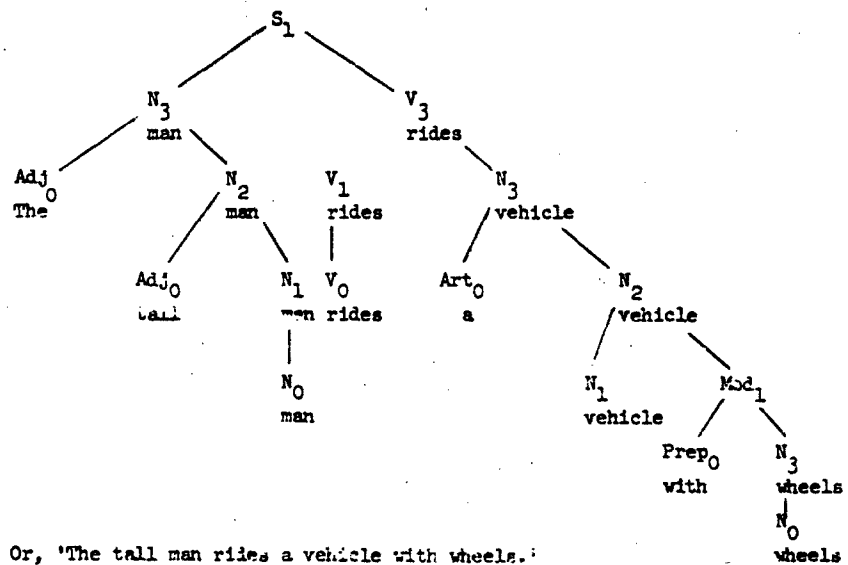 S1
N3 V3
man rides
Adj0 N2 V1 N3
The man rides vehicle
Adj0 N1 V0 Art0 N2
tall man rides a vehicle
N0 N1 Mod1
man vehicle
Prep0 N3
with wheels
N0
Or, 'The tall man rides a vehicle with wheels.' wheels